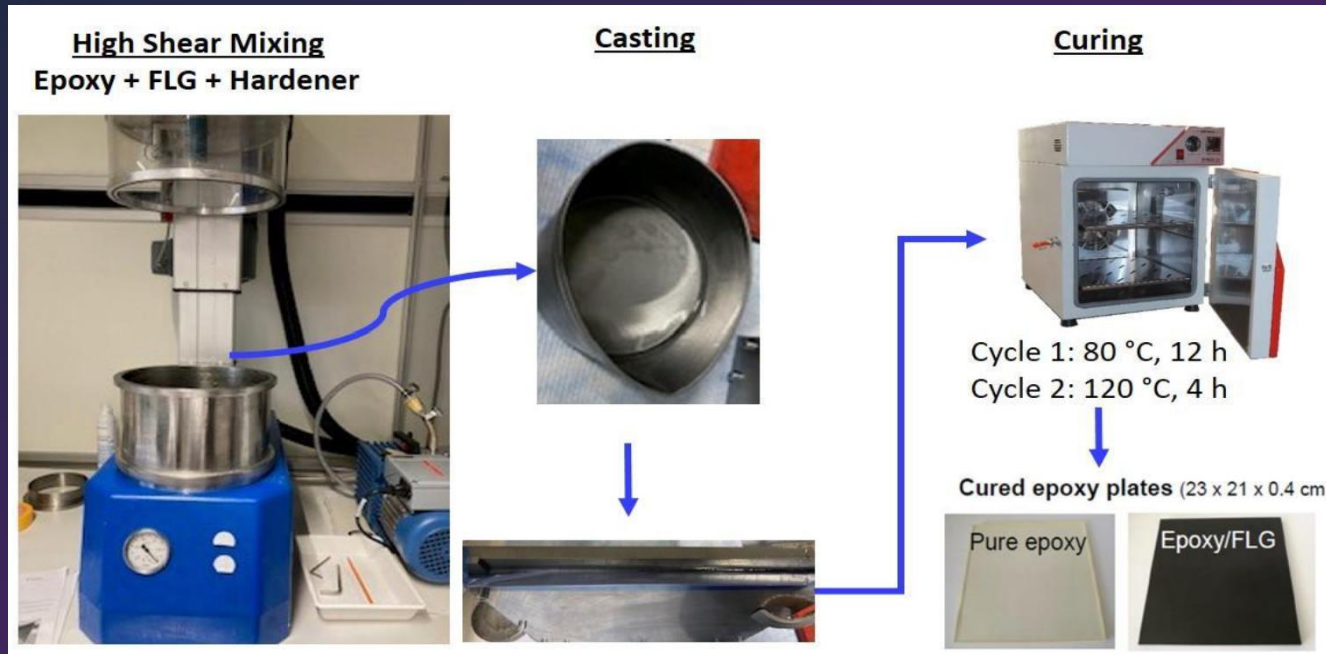 High Shear Mixing
Epoxy + FLG + Hardener
Casting
Curing
Cycle 1: 80 °C, 12 h
Cycle 2: 120 °C, 4 h
Cured epoxy plates (23 x 21 x 0.4 cm
Pure epoxy
Epoxy/FLG